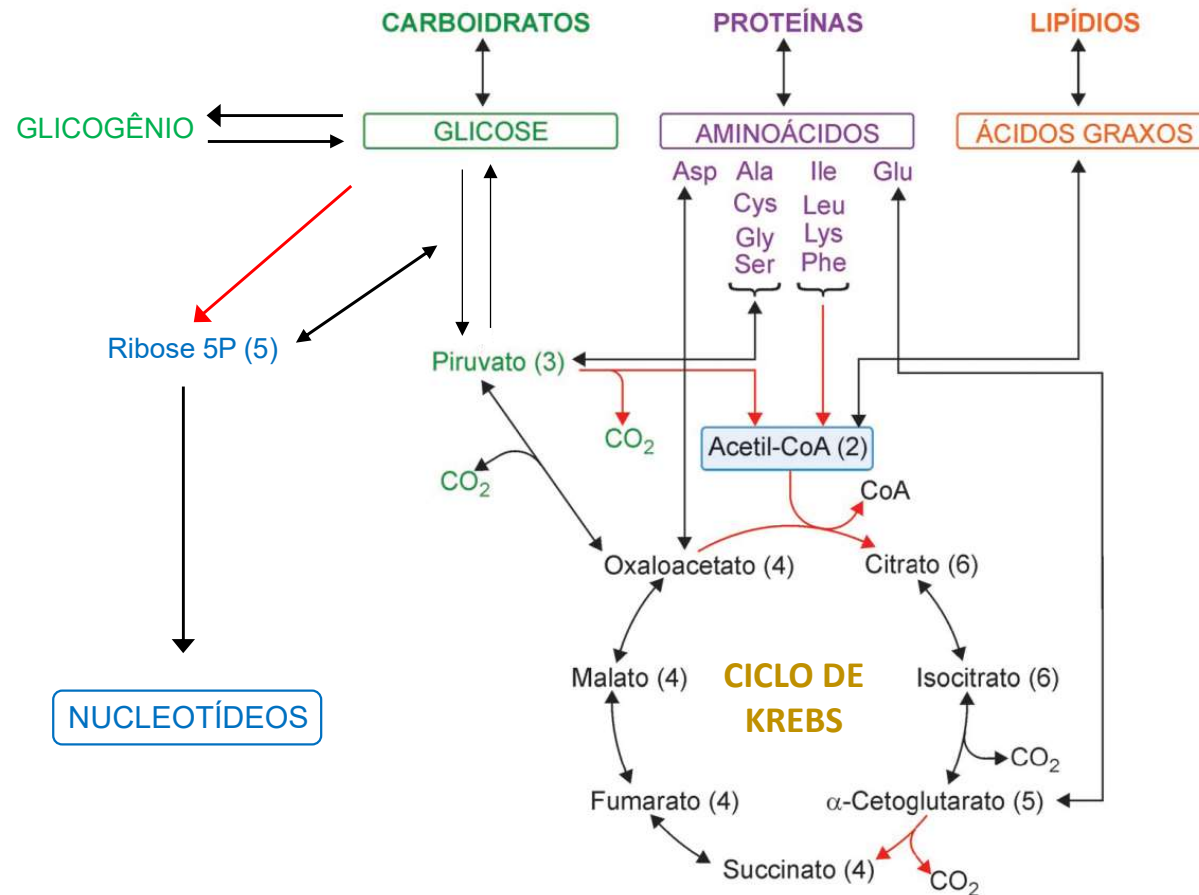 CARBOIDRATOS
PROTEÍNAS
LIPÍDIOS
GLICOGÊNIO
GLICOSE
AMINOÁCIDOS
ÁCIDOS GRAXOS
Asp
Ala
Cys
Gly
Ser
Ile
Leu
Lys
Phe
Glu
Ribose 5P (5)
Piruvato (3)
CO₂
CO₂
Acetil-CoA (2)
CoA
Oxaloacetato (4)
Citrato (6)
Malato (4)
CICLO DE
KREBS
Isocitrato (6)
NUCLEOTÍDEOS
CO₂
Fumarato (4)
α-Cetoglutarato (5)
Succinato (4)
CO₂